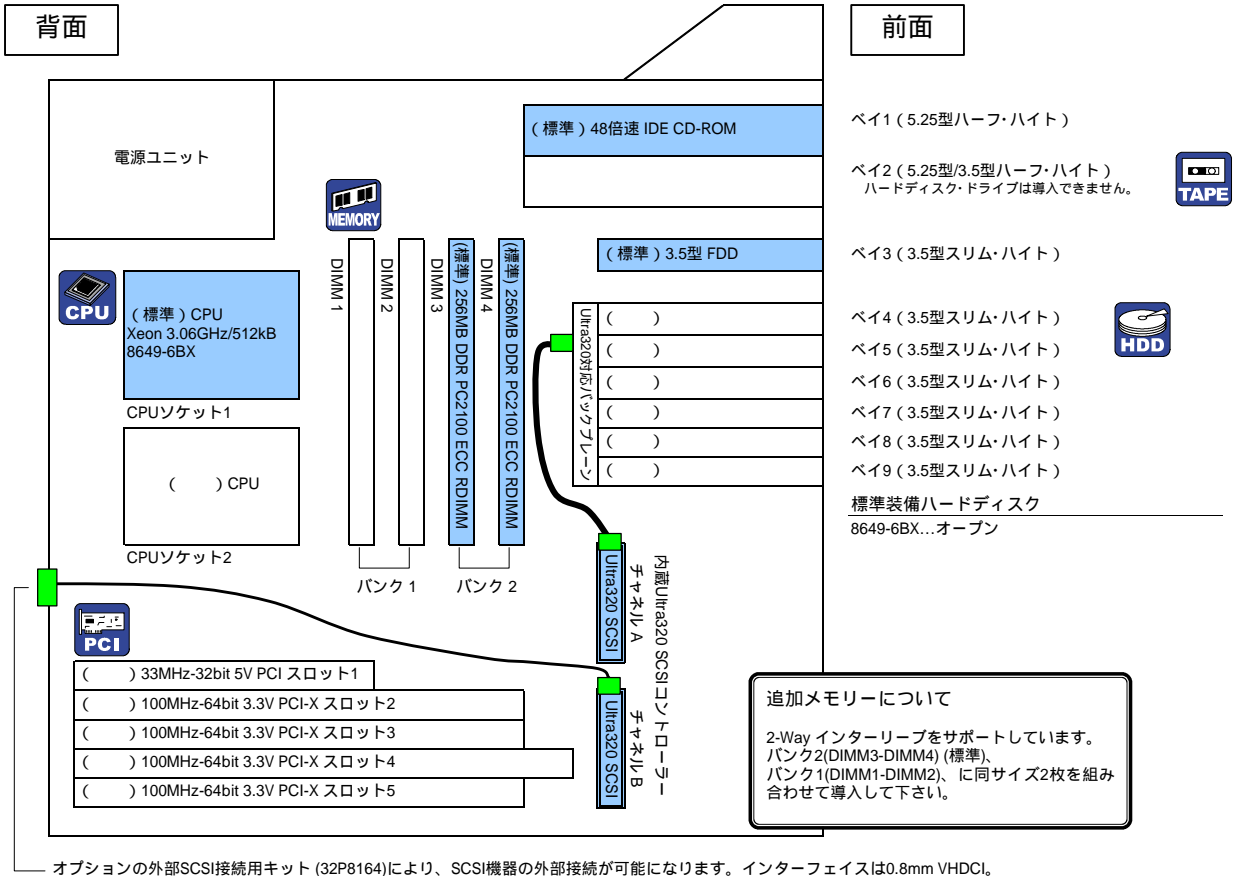 背面
前面
電源ユニット
(標準)48倍速 IDE CD-ROM
ベイ1(5.25型ハーフ・ハイト)
ベイ2(5.25型/3.5型ハーフ・ハイト)
ハードディスク・ドライブは導入できません。
TAPE
MEMORY
(標準)3.5型 FDD
ベイ3(3.5型スリム・ハイト)
CPU
(標準)CPU
Xeon 3.06GHz/512kB
8649-6BX
CPUソケット1
( )CPU
CPUソケット2
DIMM 1
DIMM 2
DIMM 3
(標準) 256MB DDR PC2100 ECC RDIMM
DIMM 4
(標準) 256MB DDR PC2100 ECC RDIMM
バンク 1
バンク 2
Ultra320対応バックプレーン
( )
( )
( )
( )
( )
( )
ベイ4(3.5型スリム・ハイト)
ベイ5(3.5型スリム・ハイト)
ベイ6(3.5型スリム・ハイト)
ベイ7(3.5型スリム・ハイト)
ベイ8(3.5型スリム・ハイト)
ベイ9(3.5型スリム・ハイト)
HDD
標準装備ハードディスク
8649-6BX…オープン
Ultra320 SCSI
チャネル A
内蔵Ultra320 SCSIコントローラー
Ultra320 SCSI
チャネル B
PCI
( )33MHz-32bit 5V PCI スロット1
( )100MHz-64bit 3.3V PCI-X スロット2
( )100MHz-64bit 3.3V PCI-X スロット3
( )100MHz-64bit 3.3V PCI-X スロット4
( )100MHz-64bit 3.3V PCI-X スロット5
追加メモリーについて
2-Way インターリーブをサポートしています。
バンク2(DIMM3-DIMM4) (標準)、
バンク1(DIMM1-DIMM2)、に同サイズ2枚を組み
合わせて導入して下さい。
オプションの外部SCSI接続用キット (32P8164)により、SCSI機器の外部接続が可能になります。インターフェイスは0.8mm VHDCI。